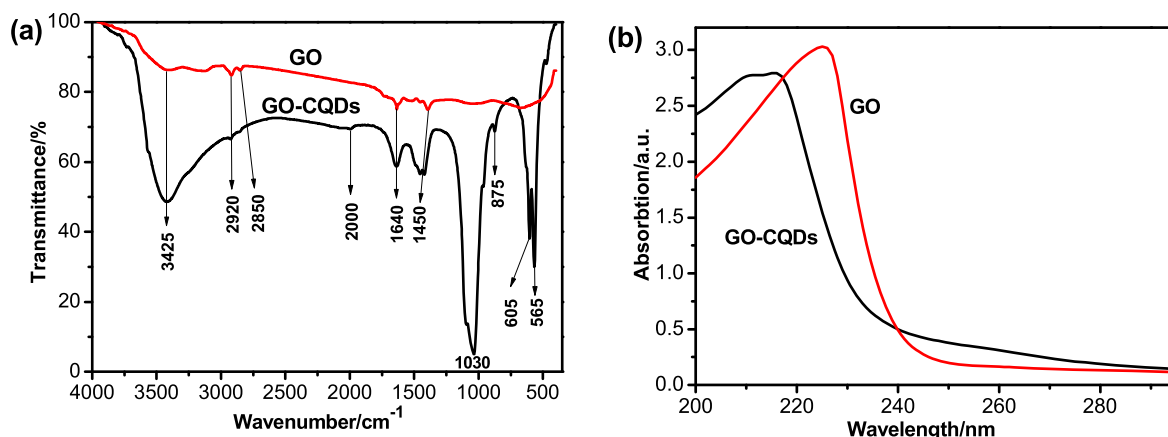 (a)
100
80
60
40
20
0
Transmittance/%
GO
GO-CQDs
3425
2920
2850
2000
1640
1450
1030
875
605
565
4000 3500 3000 2500 2000 1500 1000 500
Wavenumber/cm-1
(b)
3.0
2.5
2.0
1.5
1.0
0.5
0.0
Absorbtion/a.u.
GO
GO-CQDs
200 220 240 260 280
Wavelength/nm